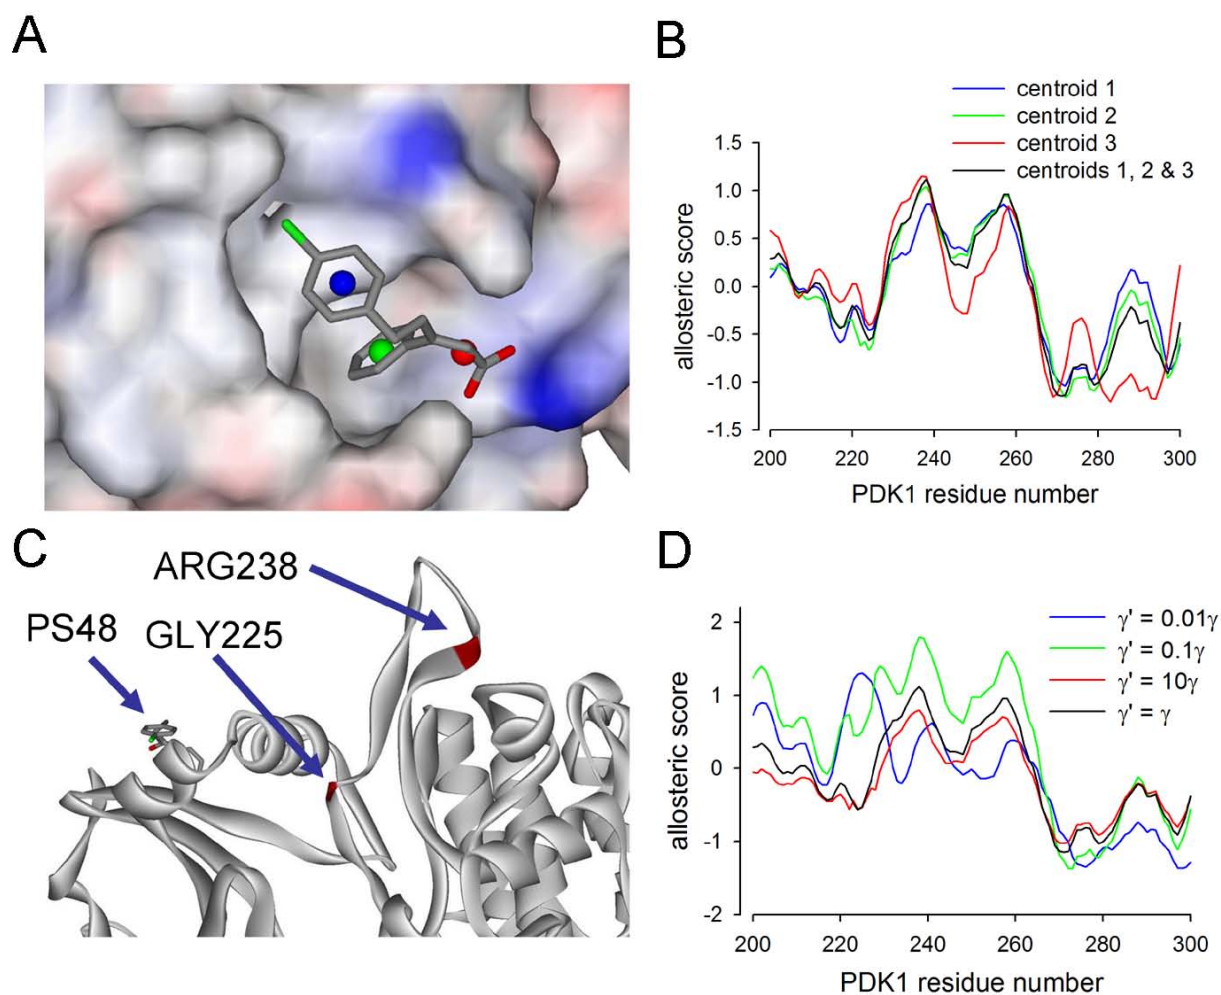 A
B
centroid 1
centroid 2
centroid 3
centroids 1, 2 & 3
1.5
1.0
0.5
0.0
-0.5
-1.0
-1.5
allosteric score
200 220 240 260 280 300
PDK1 residue number
C
ARG238
PS48
GLY225
D
γ' = 0.01γ
γ' = 0.1γ
γ' = 10γ
γ' = γ
2
1
0
-1
-2
allosteric score
200 220 240 260 280 300
PDK1 residue number